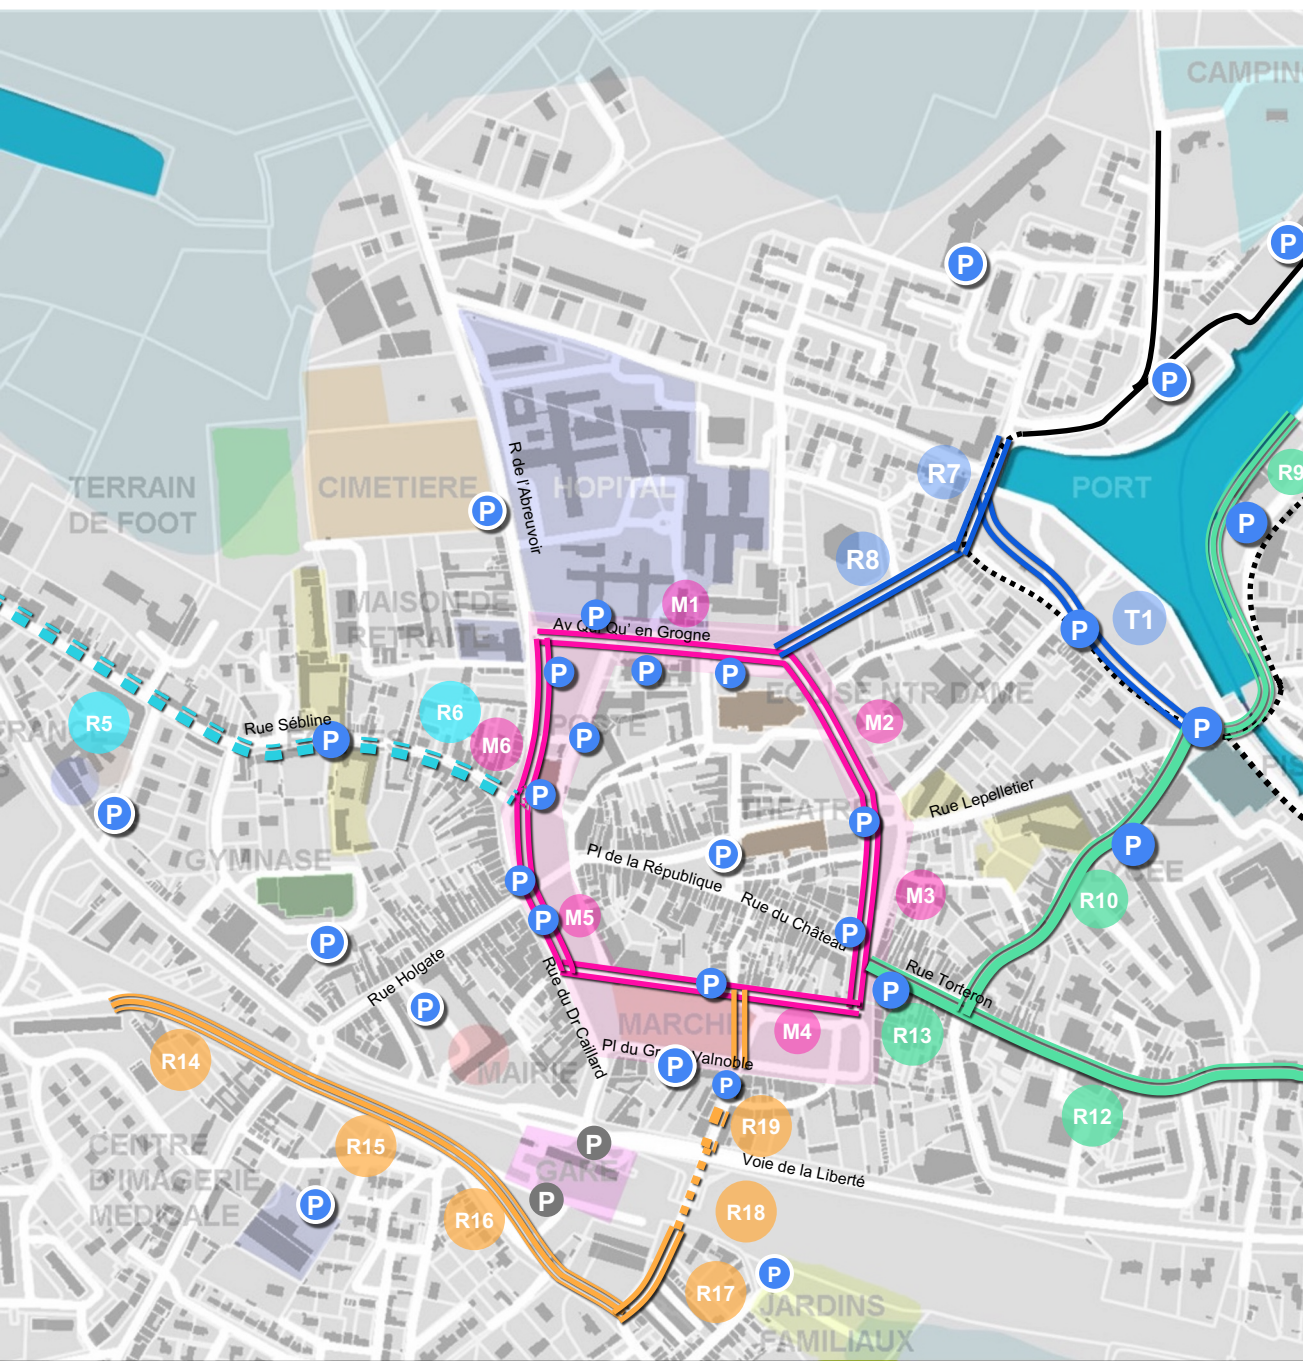 CAMPIN
P
P
P
R7
R9
TERRAIN
DE FOOT
CIMETIERE
P
R de l'Abreuvoir
HOPITAL
PORT
P
R8
MAISON DE
RETRAITE
P
M1
Av Qui Qu' en Grogne
P
T1
P
P
P
EGLISE NTR DAME
R5
Rue Sébline
P
R6
M6
POSTE
P
M2
P
P
P
THEATRE
P
Rue Lepelletier
P
GYMNASE
Pl de la République
P
P
M3
R10
Rue du Château
P
M5
P
P
Rue Holgate
Rue du Dr Caillard
P
P
P
Rue Torteron
MARCHE
M4
R13
R14
MAIRIE
Pl du Valnoble
P
P
R12
R19
R15
CENTRE
D'IMAGERIE
MEDICALE
P
GARE
P
Voie de la Liberté
P
R16
R18
R17
P
JARDINS
FAMILIAUX